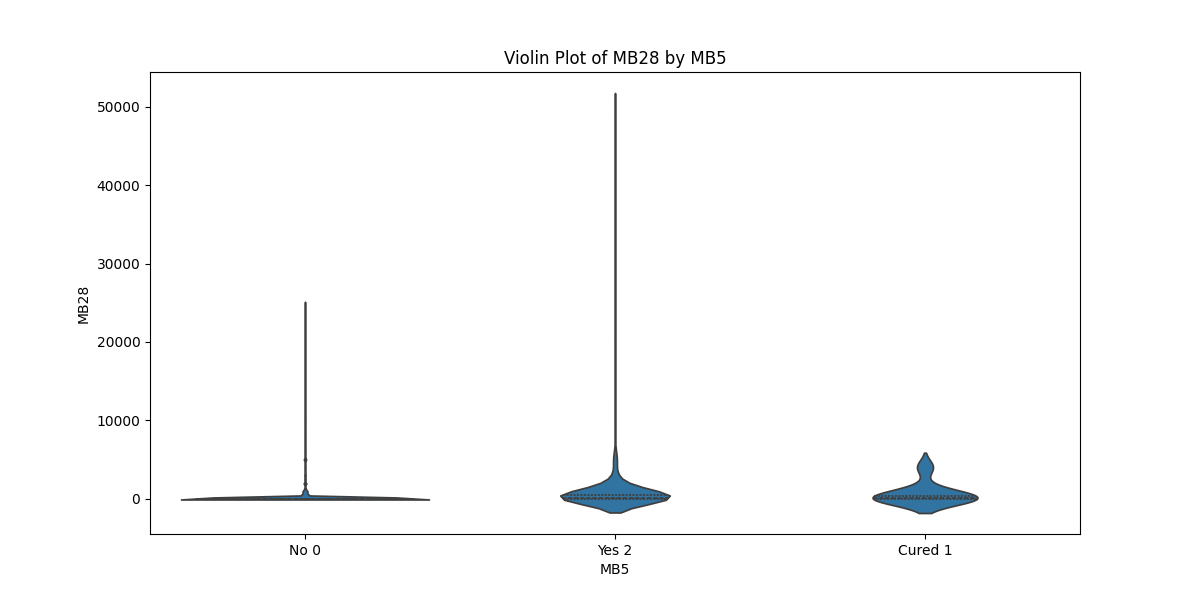 Violin Plot of MB28 by MB5
50000
40000
30000
20000
10000
0
MB28
No 0
Yes 2
Cured 1
MB5